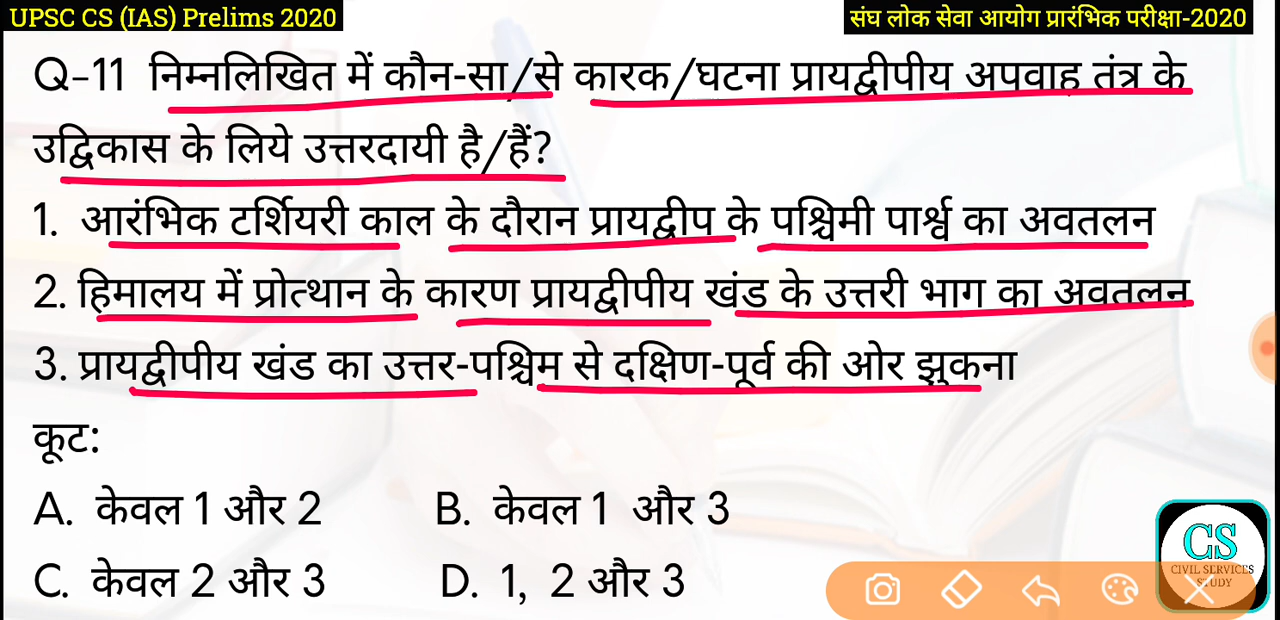 UPSC CS (IAS) Prelims 2020
संघ लोक सेवा आयोग प्रारंभिक परीक्षा-2020
Q-11 निम्नलिखित में कौन-सा/से कारक/घटना प्रायद्वीपीय अपवाह तंत्र के
उद्विकास के लिये उत्तरदायी है/हैं?
1. आरंभिक टर्शियरी काल के दौरान प्रायद्वीप के पश्चिमी पार्श्व का अवतलन
2. हिमालय में प्रोत्थान के कारण प्रायद्वीपीय खंड के उत्तरी भाग का अवतलन
3. प्रायद्वीपीय खंड का उत्तर-पश्चिम से दक्षिण-पूर्व की ओर झुकना
कूट:
A. केवल 1 और 2 B. केवल 1 और 3
C. केवल 2 और 3 D. 1, 2 और 3
CS
CIVIL SERVICES
STUDY